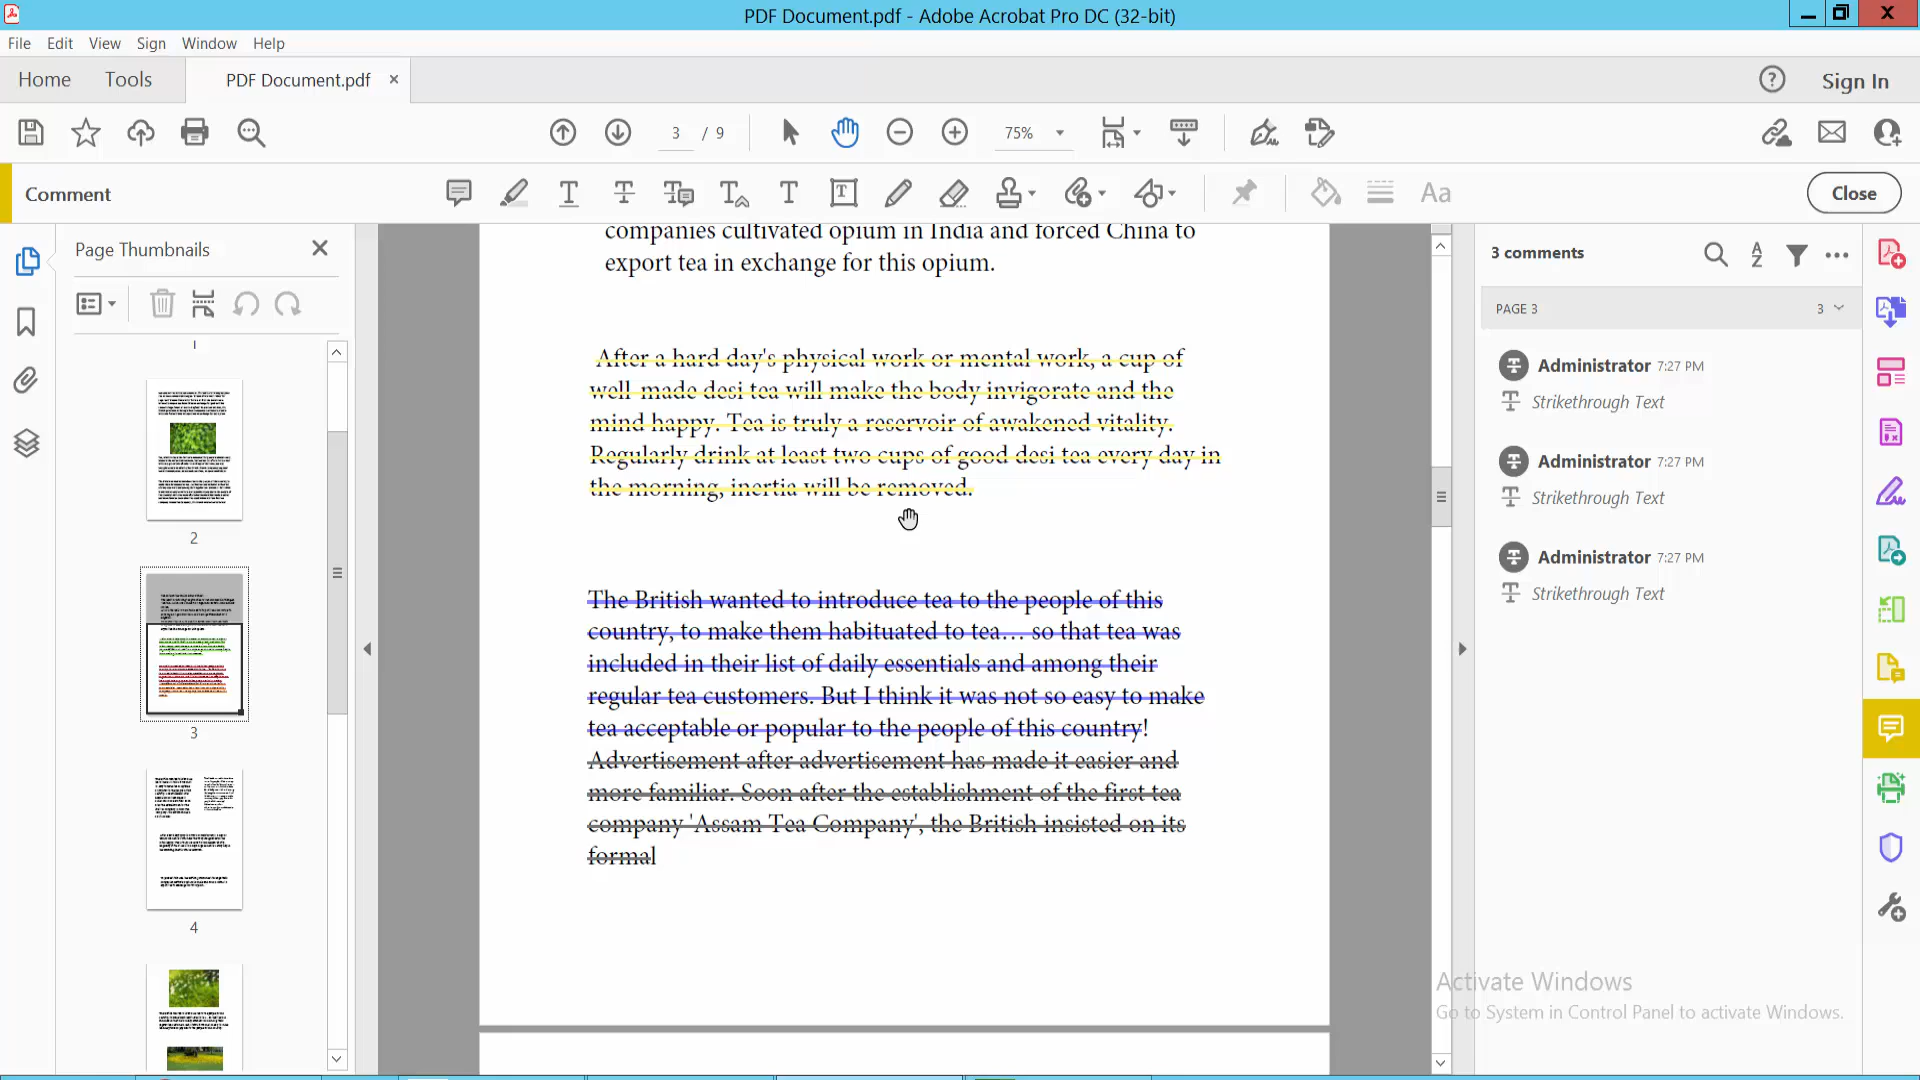 PDF Document.pdf - Adobe Acrobat Pro DC (32-bit)
File Edit View Sign Window Help
Home Tools PDF Document.pdf × Sign In
3 / 9 75%
Comment Close
Page Thumbnails
1
2
3
4
companies cultivated opium in India and forced China to
export tea in exchange for this opium.
After a hard day's physical work or mental work, a cup of
well-made desi tea will make the body invigorate and the
mind happy. Tea is truly a reservoir of awakened vitality.
Regularly drink at least two cups of good desi tea every day in
the morning, inertia will be removed.
The British wanted to introduce tea to the people of this
country, to make them habituated to tea… so that tea was
included in their list of daily essentials and among their
regular tea customers. But I think it was not so easy to make
tea acceptable or popular to the people of this country!
Advertisement after advertisement has made it easier and
more familiar. Soon after the establishment of the first tea
company 'Assam Tea Company', the British insisted on its
formal
3 comments
PAGE 3 3
Administrator 7:27 PM
Strikethrough Text
Administrator 7:27 PM
Strikethrough Text
Administrator 7:27 PM
Strikethrough Text
Activate Windows
Go to System in Control Panel to activate Windows.